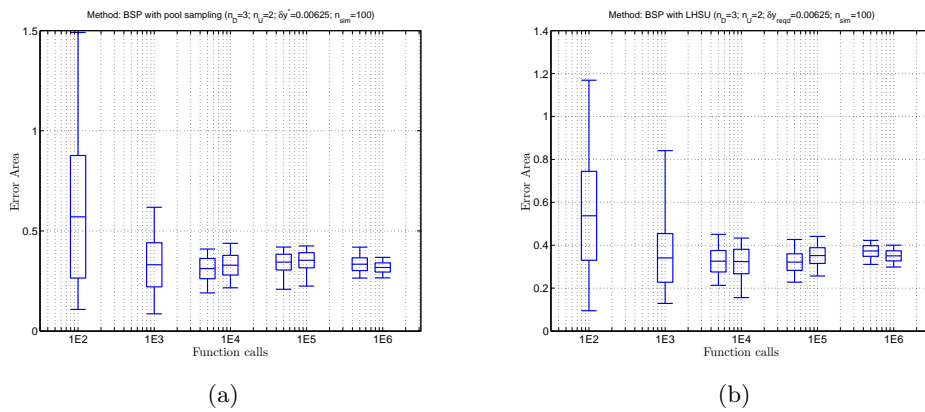 Method: BSP with pool sampling (n_D=3; n_U=2; δy*=0.00625; n_sim=100)
1.5
1
0.5
0
Error Area
1E2 1E3 1E4 1E5 1E6
Function calls
(a)
Method: BSP with LHSU (n_D=3; n_U=2; δy_reqd=0.00625; n_sim=100)
1.4
1.2
1
0.8
0.6
0.4
0.2
0
Error Area
1E2 1E3 1E4 1E5 1E6
Function calls
(b)